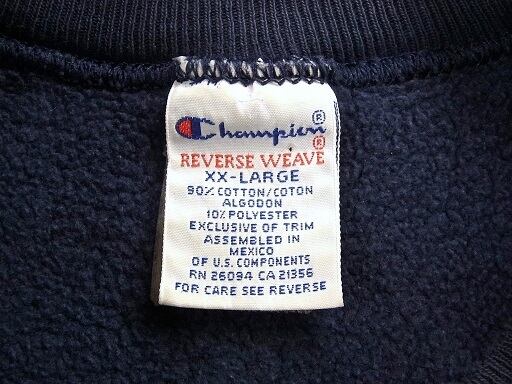 Champion®
REVERSE WEAVE®
XX-LARGE
90% COTTON/COTON
ALGODON
10% POLYESTER
EXCLUSIVE OF TRIM
ASSEMBLED IN
MEXICO
OF U.S. COMPONENTS
RN 26094 CA 21356
FOR CARE SEE REVERSE